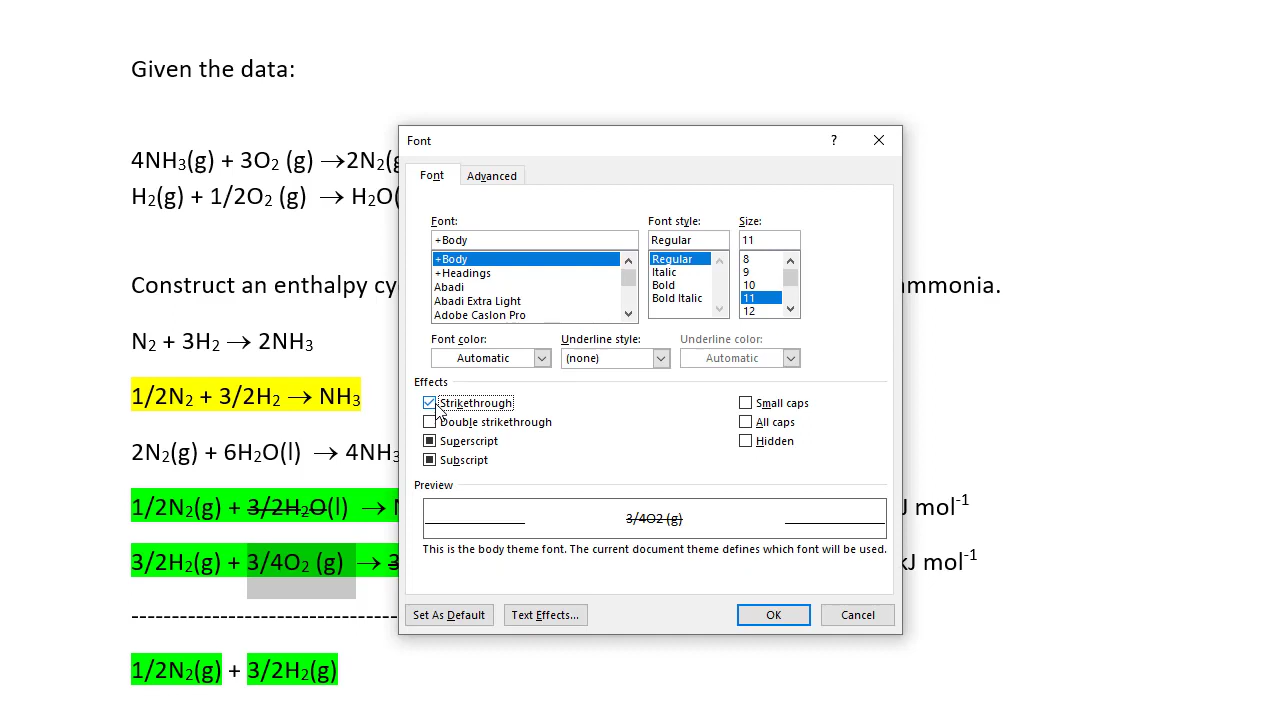 Given the data:
Font ? ×
Font Advanced
4NH3(g) + 3O2 (g) →2N2(g
H2(g) + 1/2O2 (g) → H2O(
Font: Font style: Size:
+Body Regular 11
+Body Regular 8
+Headings Italic 9
Abadi Bold 10
Abadi Extra Light Bold Italic 11
Adobe Caslon Pro 12
Construct an enthalpy cy ammonia.
N2 + 3H2 → 2NH3
Font color: Underline style: Underline color:
Automatic (none) Automatic
Effects
1/2N2 + 3/2H2 → NH3
Strikethrough Small caps
Double strikethrough All caps
Superscript Hidden
Subscript
2N2(g) + 6H2O(l) → 4NH3
Preview
1/2N2(g) + 3/2H2O(l) → N J mol-1
3/4O2 (g)
This is the body theme font. The current document theme defines which font will be used.
3/2H2(g) + 3/4O2 (g) → 3 kJ mol-1
Set As Default Text Effects... OK Cancel
------------------------------------
1/2N2(g) + 3/2H2(g)